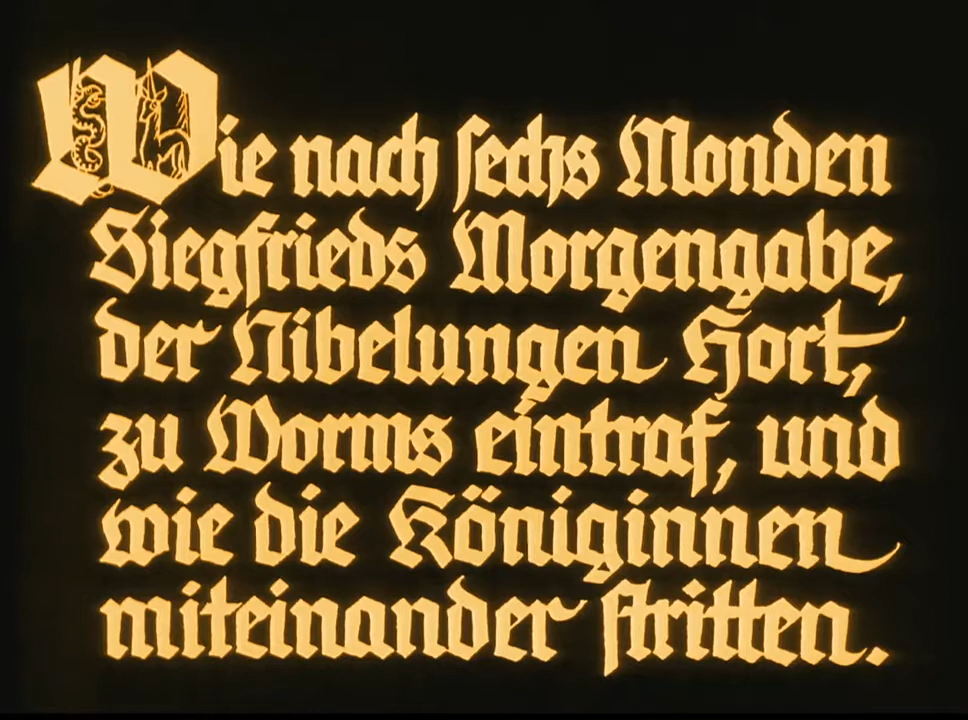 Wie nach sechs Monden
Siegfrieds Morgengabe,
der Nibelungen Hort,
zu Worms eintraf, und
wie die Königinnen
miteinander stritten.